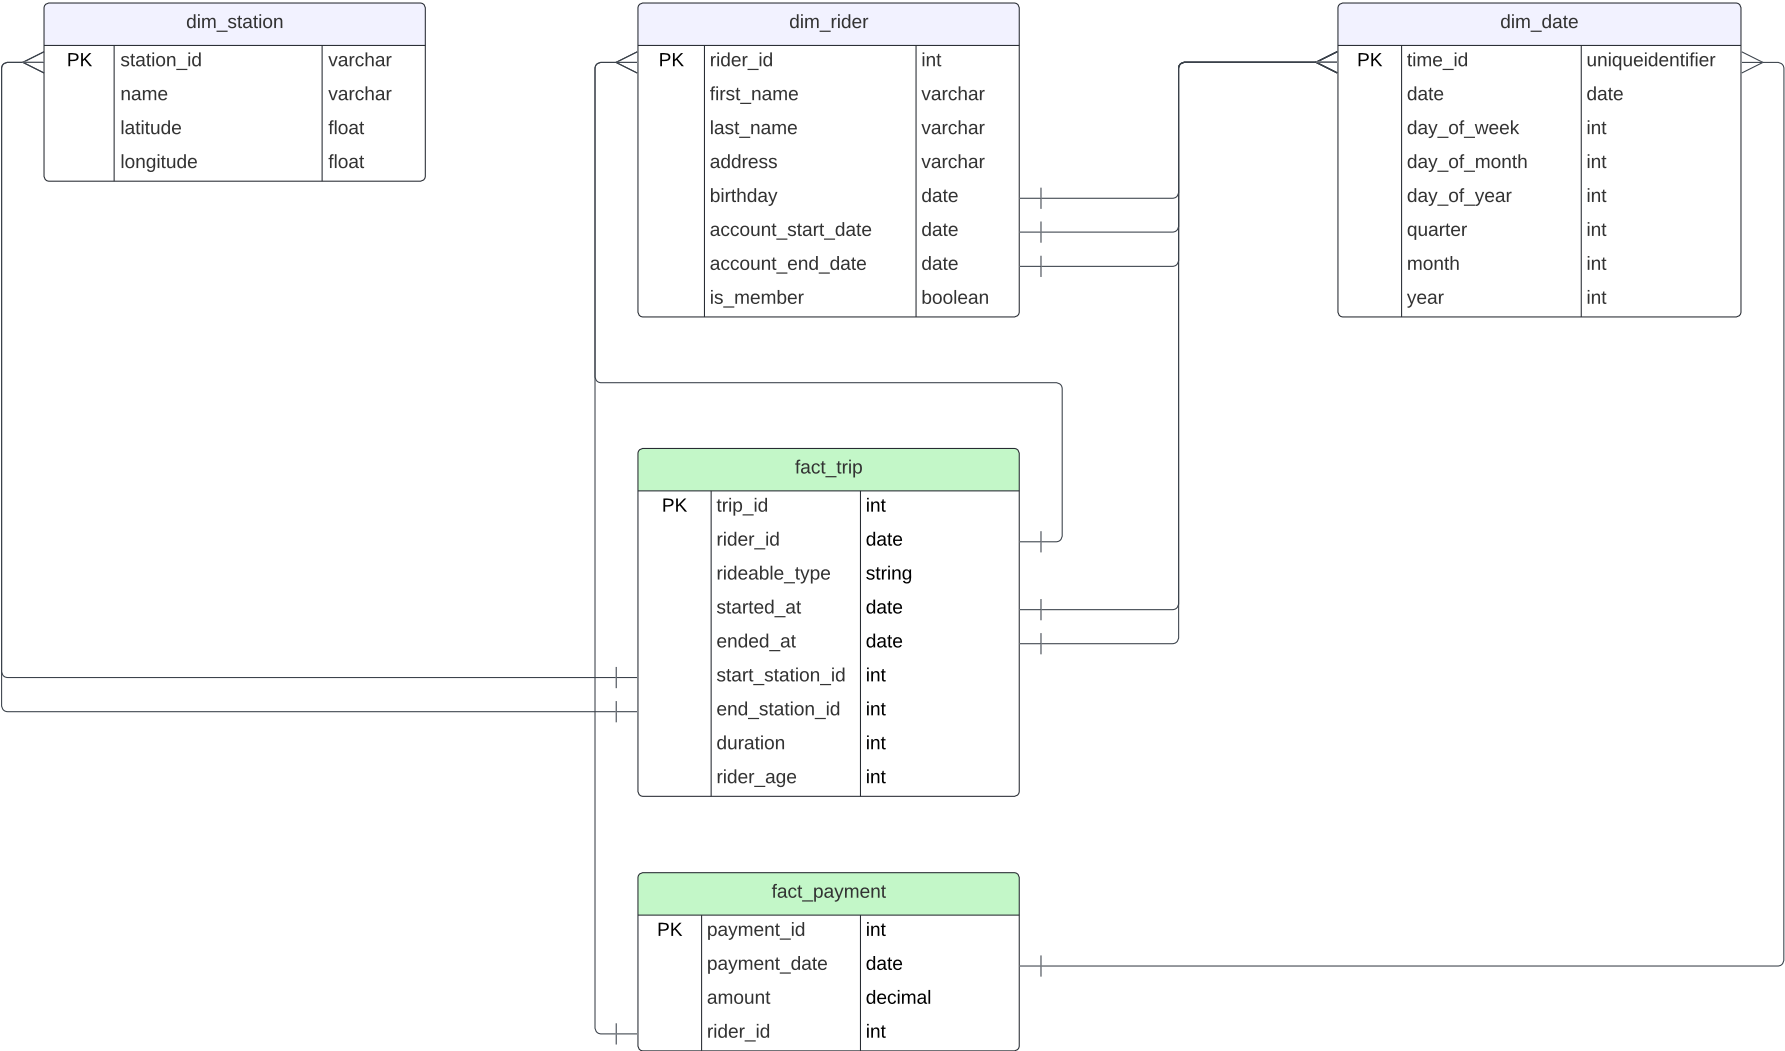 dim_station
PK station_id varchar
name varchar
latitude float
longitude float
dim_rider
PK rider_id int
first_name varchar
last_name varchar
address varchar
birthday date
account_start_date date
account_end_date date
is_member boolean
dim_date
PK time_id uniqueidentifier
date date
day_of_week int
day_of_month int
day_of_year int
quarter int
month int
year int
fact_trip
PK trip_id int
rider_id date
rideable_type string
started_at date
ended_at date
start_station_id int
end_station_id int
duration int
rider_age int
fact_payment
PK payment_id int
payment_date date
amount decimal
rider_id int